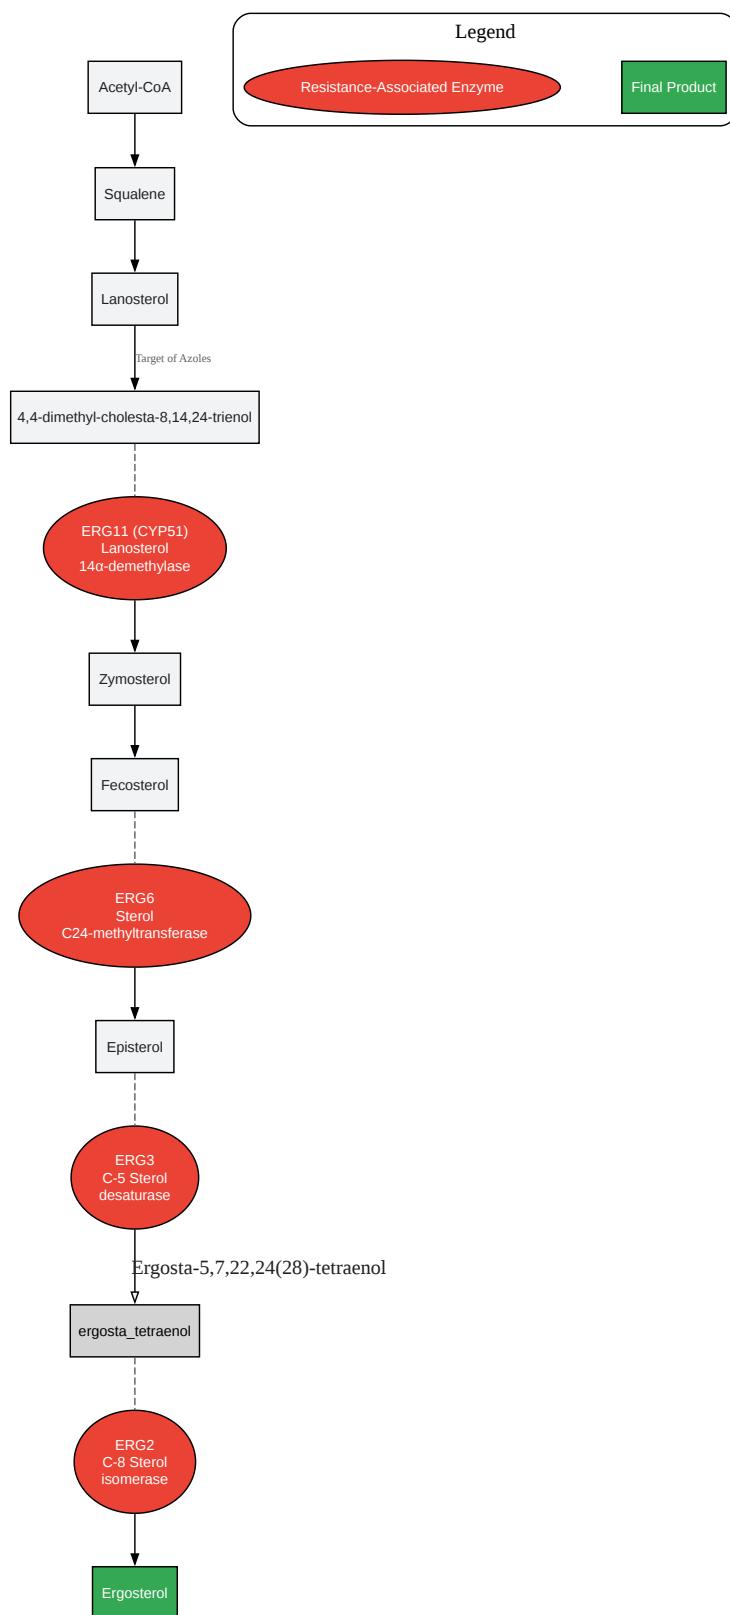 Legend
Resistance-Associated Enzyme
Final Product
Acetyl-CoA
Squalene
Lanosterol
Target of Azoles
4,4-dimethyl-cholesta-8,14,24-trienol
ERG11 (CYP51)
Lanosterol
14α-demethylase
Zymosterol
Fecosterol
ERG6
Sterol
C24-methyltransferase
Episterol
ERG3
C-5 Sterol
desaturase
Ergosta-5,7,22,24(28)-tetraenol
ergosta_tetraenol
ERG2
C-8 Sterol
isomerase
Ergosterol